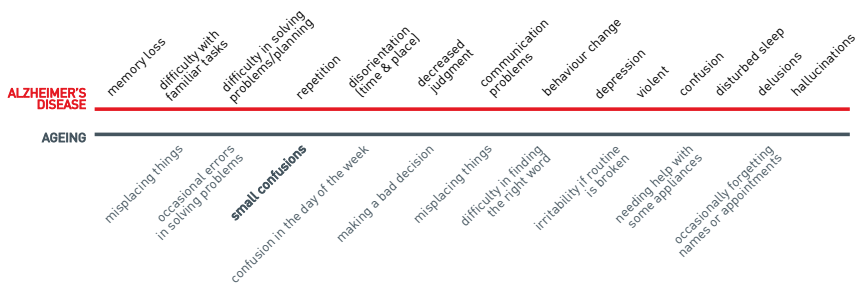 memory loss
difficulty with
familiar tasks
difficulty in solving
problems/planning
repetition
disorientation
(time & place)
decreased
judgment
communication
problems
behaviour change
depression
violent
confusion
disturbed sleep
delusions
hallucinations
ALZHEIMER'S
DISEASE
AGEING
misplacing things
occasional errors
in solving problems
small confusions
confusion in the day of the week
making a bad decision
misplacing things
difficulty in finding
the right word
irritability if routine
is broken
needing help with
some appliances
occasionally forgetting
names or appointments